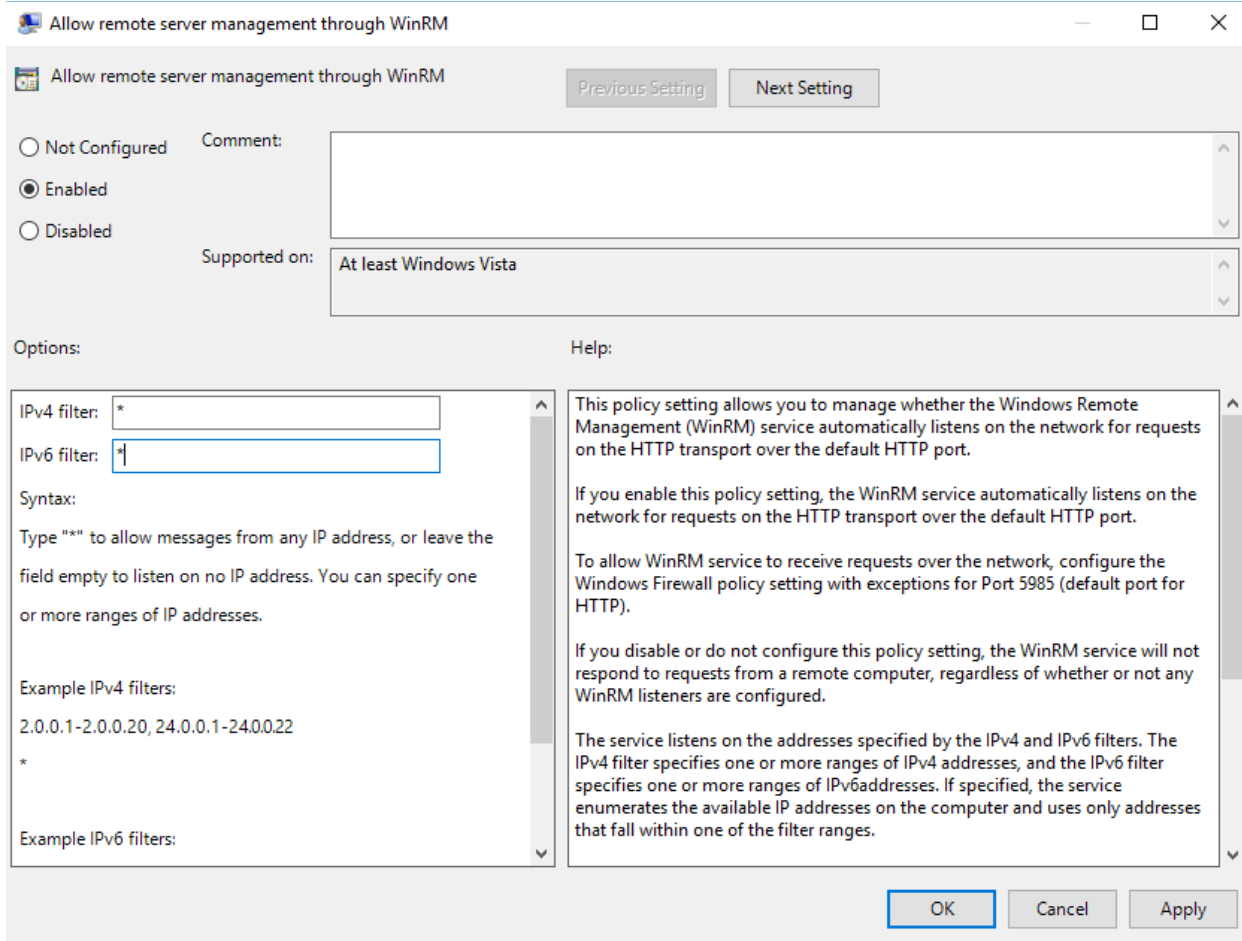 Allow remote server management through WinRM
Allow remote server management through WinRM
Previous Setting
Next Setting
Not Configured
Enabled
Disabled
Comment:
Supported on:
At least Windows Vista
Options:
IPv4 filter: *
IPv6 filter: *
Syntax:
Type "*" to allow messages from any IP address, or leave the
field empty to listen on no IP address. You can specify one
or more ranges of IP addresses.
Example IPv4 filters:
2.0.0.1-2.0.0.20, 24.0.0.1-24.0.0.22
*
Example IPv6 filters:
Help:
This policy setting allows you to manage whether the Windows Remote
Management (WinRM) service automatically listens on the network for requests
on the HTTP transport over the default HTTP port.
If you enable this policy setting, the WinRM service automatically listens on the
network for requests on the HTTP transport over the default HTTP port.
To allow WinRM service to receive requests over the network, configure the
Windows Firewall policy setting with exceptions for Port 5985 (default port for
HTTP).
If you disable or do not configure this policy setting, the WinRM service will not
respond to requests from a remote computer, regardless of whether or not any
WinRM listeners are configured.
The service listens on the addresses specified by the IPv4 and IPv6 filters. The
IPv4 filter specifies one or more ranges of IPv4 addresses, and the IPv6 filter
specifies one or more ranges of IPv6addresses. If specified, the service
enumerates the available IP addresses on the computer and uses only addresses
that fall within one of the filter ranges.
OK
Cancel
Apply